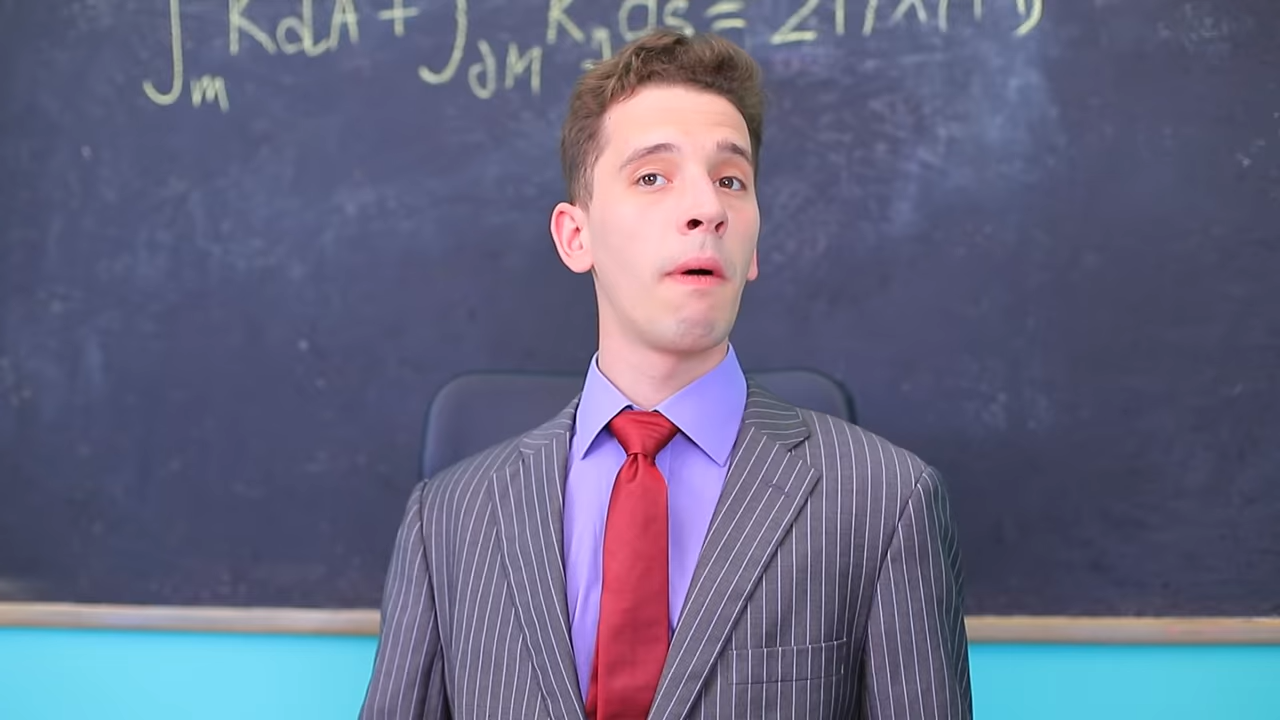 ∫ₘ KdA + ∫∂M Kg ds = 2πχ(M)